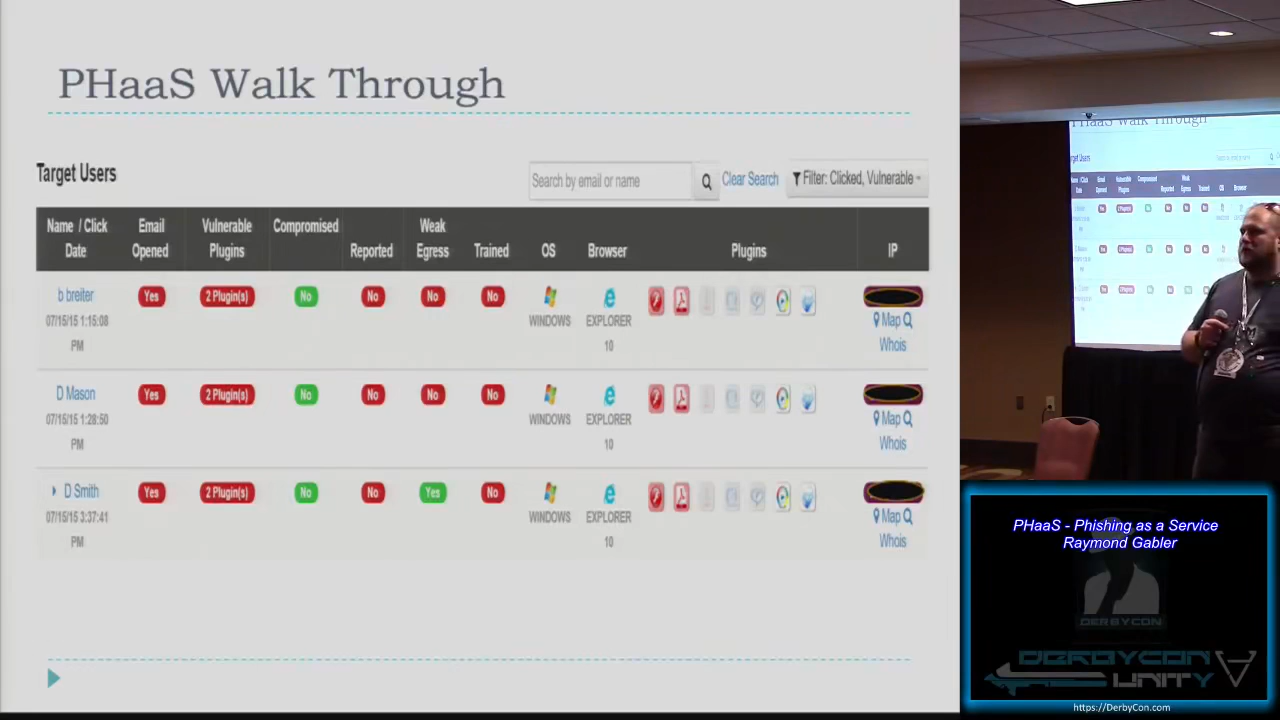 PHaaS Walk Through
Target Users
Search by email or name
Clear Search
Filter: Clicked, Vulnerable
Name / Click Date
Email Opened
Vulnerable Plugins
Compromised
Reported
Weak Egress
Trained
OS
Browser
Plugins
IP
b breiter
07/15/15 1:15:08 PM
Yes
2 Plugin(s)
No
No
No
No
WINDOWS
EXPLORER 10
Map
Whois
D Mason
07/15/15 1:28:50 PM
Yes
2 Plugin(s)
No
No
No
No
WINDOWS
EXPLORER 10
Map
Whois
D Smith
07/15/15 3:37:41 PM
Yes
2 Plugin(s)
No
No
Yes
No
WINDOWS
EXPLORER 10
Map
Whois
PHaaS Walk Through
PHaaS - Phishing as a Service
Raymond Gabler
DERBYCON
DERBYCON
UNITY
https://DerbyCon.com